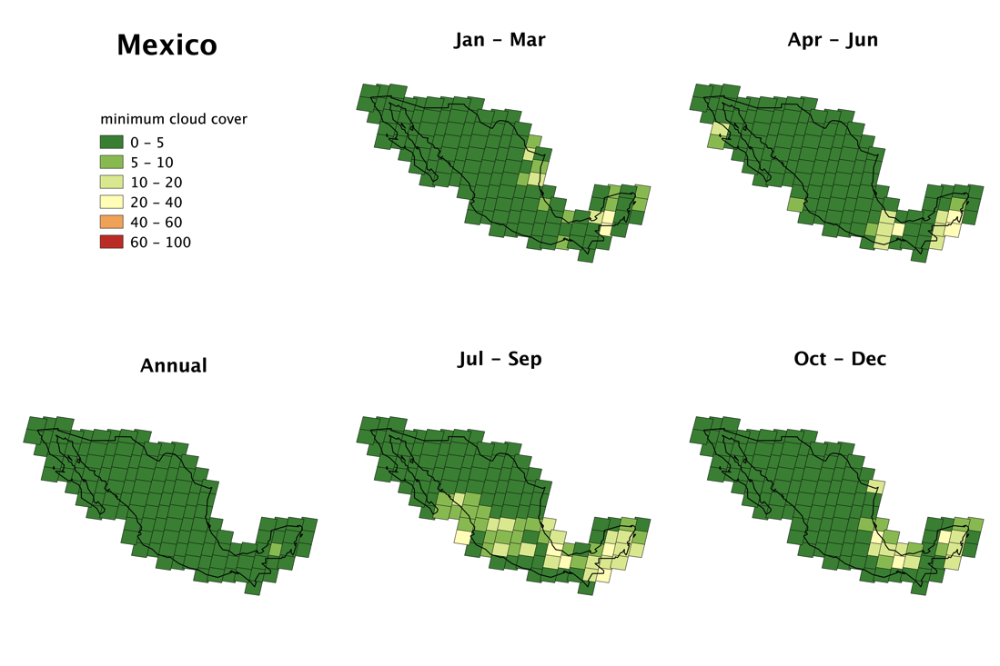 Mexico
Jan – Mar
Apr – Jun
minimum cloud cover
0 – 5
5 – 10
10 – 20
20 – 40
40 – 60
60 – 100
Annual
Jul – Sep
Oct – Dec